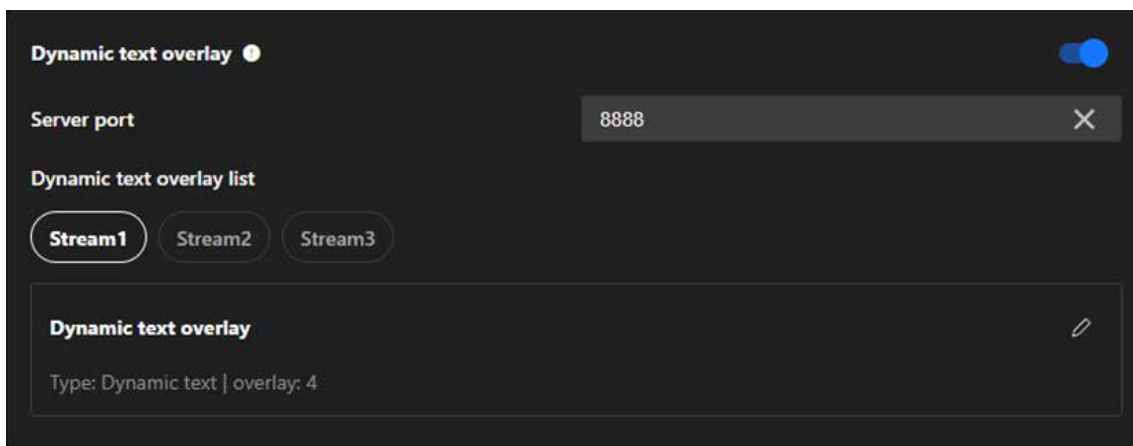 Dynamic text overlay
Server port 8888
Dynamic text overlay list
Stream1 Stream2 Stream3
Dynamic text overlay
Type: Dynamic text | overlay: 4